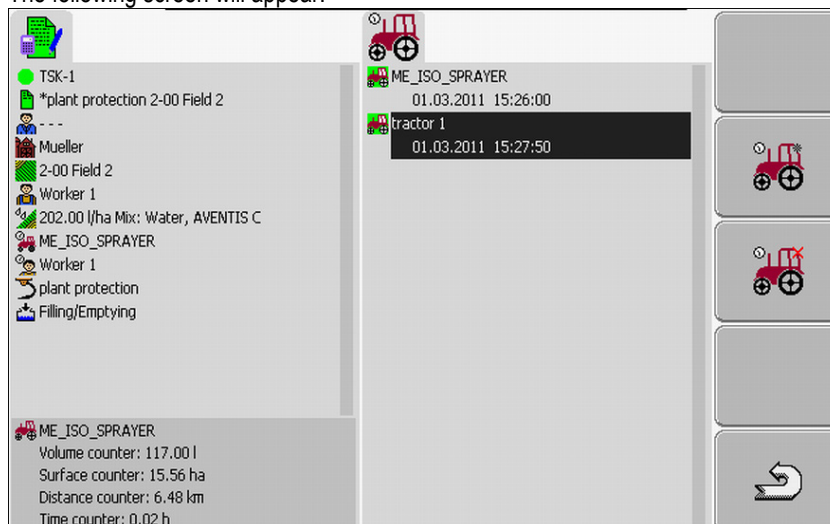 The following screen will appear:
TSK-1
*plant protection 2-00 Field 2
- - -
Mueller
2-00 Field 2
Worker 1
202.00 l/ha Mix: Water, AVENTIS C
ME_ISO_SPRAYER
Worker 1
plant protection
Filling/Emptying
ME_ISO_SPRAYER
Volume counter: 117.00 l
Surface counter: 15.56 ha
Distance counter: 6.48 km
Time counter: 0.02 h
ME_ISO_SPRAYER
01.03.2011 15:26:00
tractor 1
01.03.2011 15:27:50